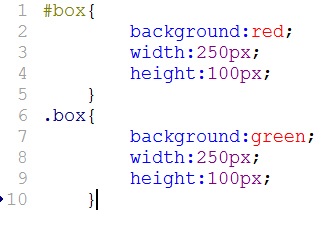 1 #box{
2 background:red;
3 width:250px;
4 height:100px;
5 }
6 .box{
7 background:green;
8 width:250px;
9 height:100px;
10 }